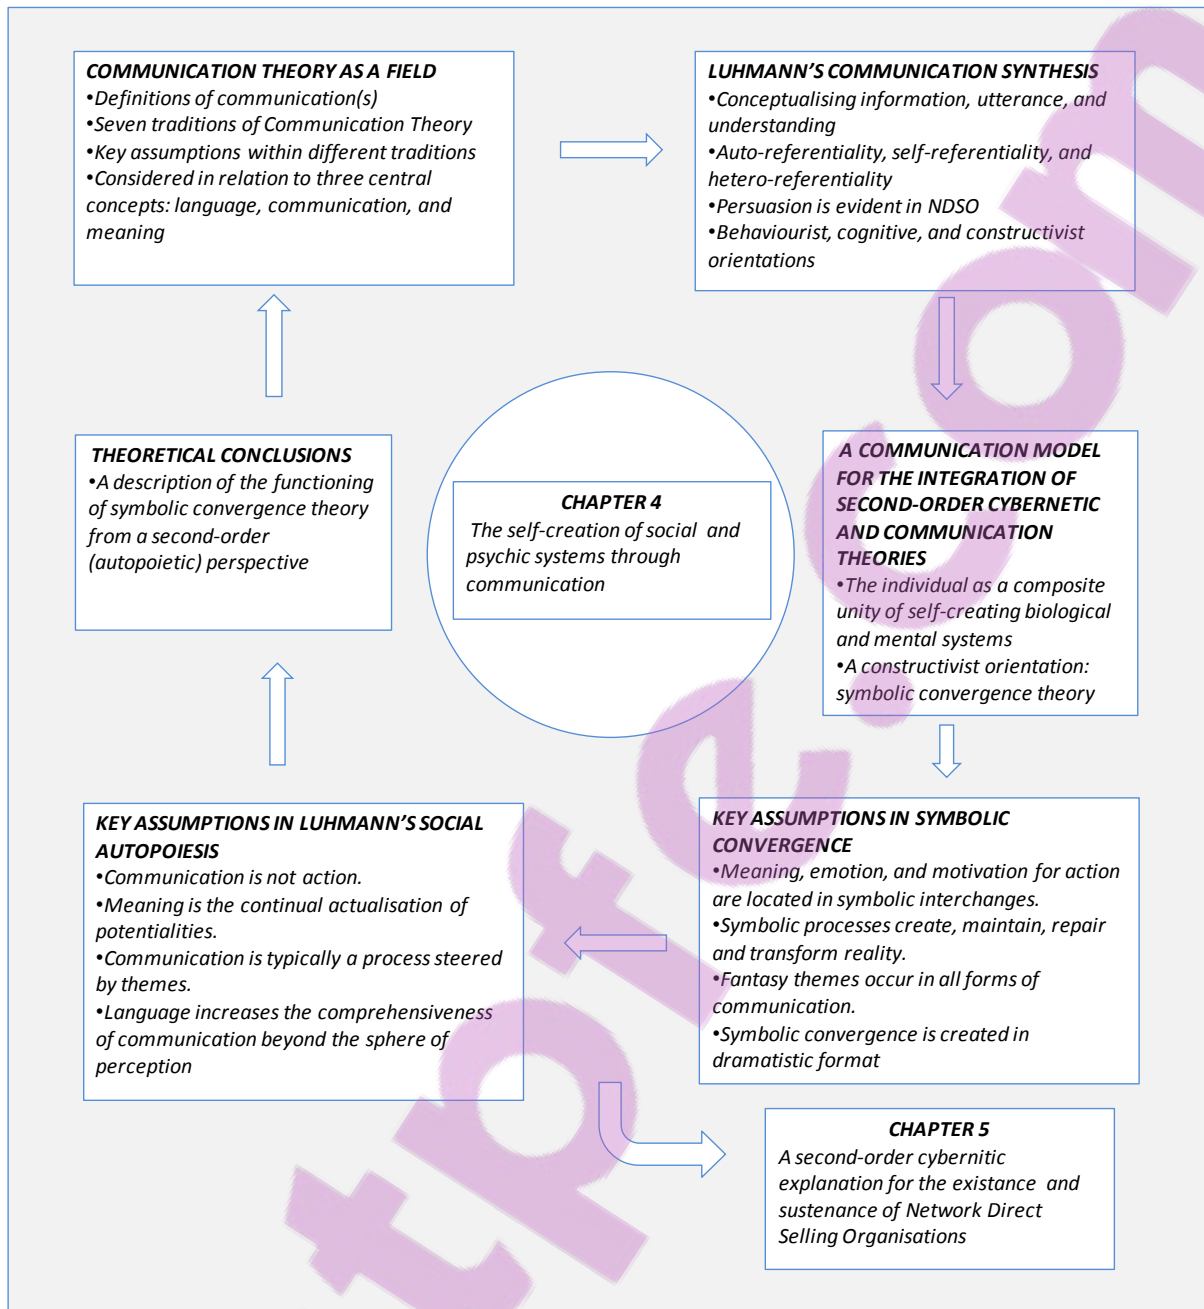 COMMUNICATION THEORY AS A FIELD
•Definitions of communication(s)
•Seven traditions of Communication Theory
•Key assumptions within different traditions
•Considered in relation to three central
concepts: language, communication, and
meaning
LUHMANN'S COMMUNICATION SYNTHESIS
•Conceptualising information, utterance, and
understanding
•Auto-referentiality, self-referentiality, and
hetero-referentiality
•Persuasion is evident in NDSO
•Behaviourist, cognitive, and constructivist
orientations
A COMMUNICATION MODEL
FOR THE INTEGRATION OF
SECOND-ORDER CYBERNETIC
AND COMMUNICATION
THEORIES
•The individual as a composite
unity of self-creating biological
and mental systems
•A constructivist orientation:
symbolic convergence theory
KEY ASSUMPTIONS IN SYMBOLIC
CONVERGENCE
•Meaning, emotion, and motivation for action
are located in symbolic interchanges.
•Symbolic processes create, maintain, repair
and transform reality.
•Fantasy themes occur in all forms of
communication.
•Symbolic convergence is created in
dramatistic format
KEY ASSUMPTIONS IN LUHMANN'S SOCIAL
AUTOPOIESIS
•Communication is not action.
•Meaning is the continual actualisation of
potentialities.
•Communication is typically a process steered
by themes.
•Language increases the comprehensiveness
of communication beyond the sphere of
perception
THEORETICAL CONCLUSIONS
•A description of the functioning
of symbolic convergence theory
from a second-order
(autopoietic) perspective
CHAPTER 4
The self-creation of social and
psychic systems through
communication
CHAPTER 5
A second-order cybernitic
explanation for the existance and
sustenance of Network Direct
Selling Organisations
tpfe.com